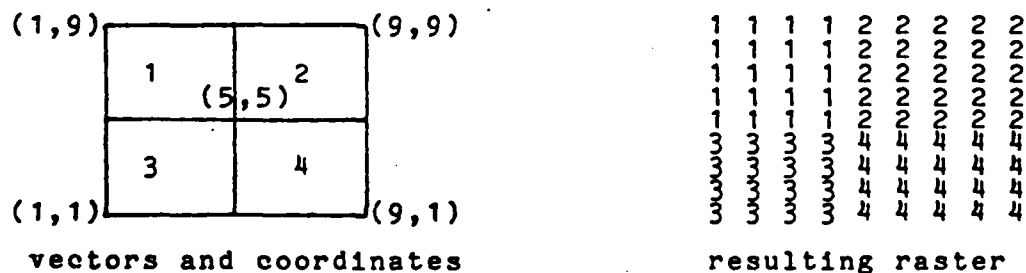 (1,9) (9,9)
1 2
(5,5)
3 4
(1,1) (9,1)
vectors and coordinates
1 1 1 1 2 2 2 2 2
1 1 1 1 2 2 2 2 2
1 1 1 1 2 2 2 2 2
1 1 1 1 2 2 2 2 2
1 1 1 1 2 2 2 2 2
3 3 3 3 4 4 4 4 4
3 3 3 3 4 4 4 4 4
3 3 3 3 4 4 4 4 4
3 3 3 3 4 4 4 4 4
resulting raster